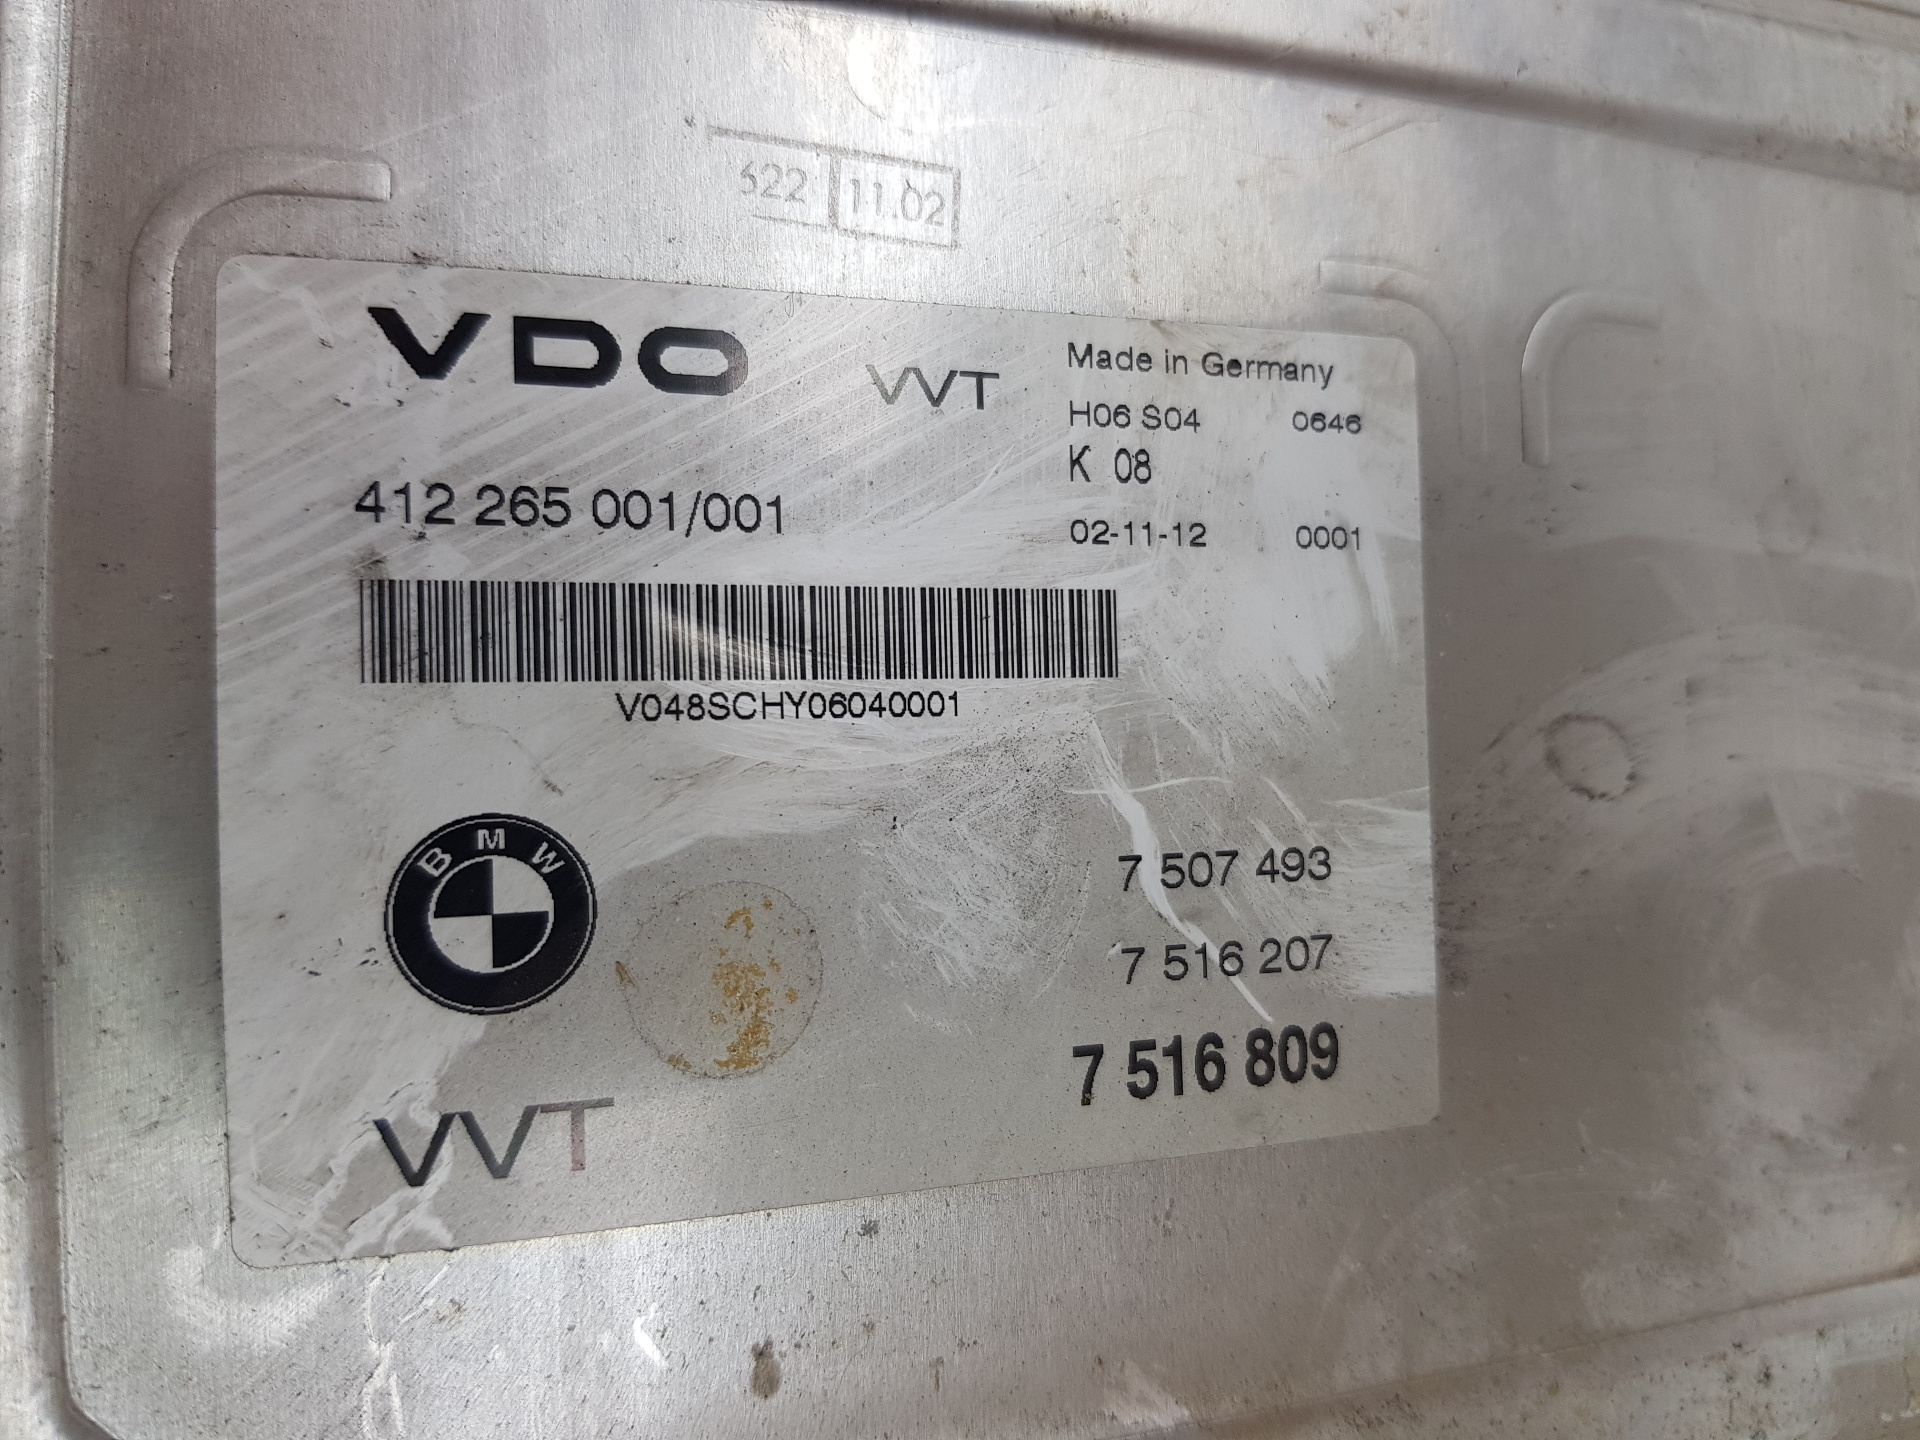 622 11.02
VDO VVT
Made in Germany
H06 S04 0646
K 08
412 265 001/001
02-11-12 0001
V048SCHY06040001
BMW
7 507 493
7 516 207
7 516 809
VVT